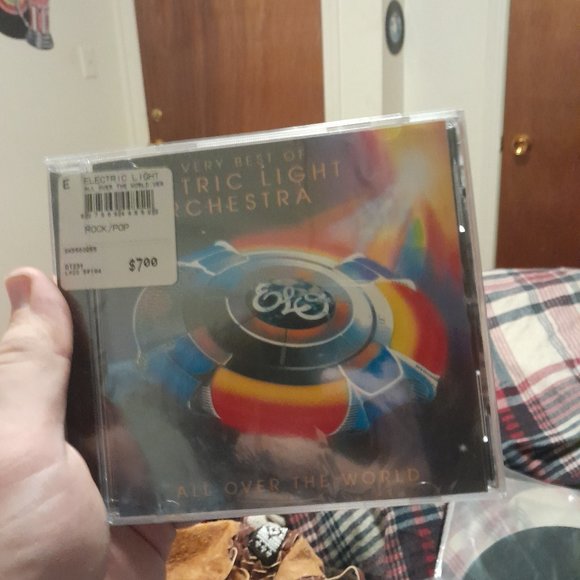 E ELECTRIC LIGHT
ALL OVER THE WORLD VER
ROCK/POP
$700
VERY BEST OF
TRIC LIGHT
RCHESTRA
ELO
ALL OVER THE WORLD